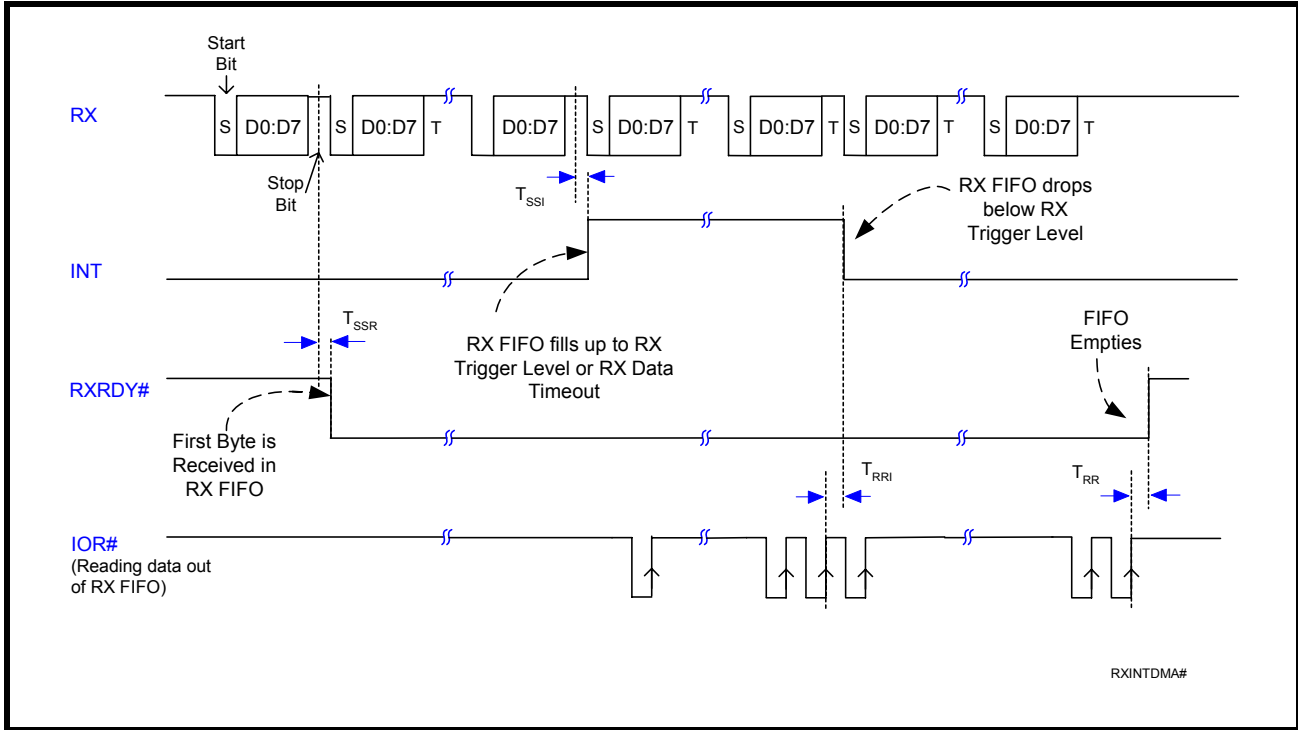 Start
Bit
RX
S
D0:D7
S
D0:D7
T
D0:D7
S
D0:D7
T
S
D0:D7
T
S
D0:D7
T
S
D0:D7
T
Stop
Bit
TSSI
RX FIFO drops
below RX
Trigger Level
INT
TSSR
RX FIFO fills up to RX
Trigger Level or RX Data
Timeout
FIFO
Empties
RXRDY#
First Byte is
Received in
RX FIFO
TRRI
TRR
IOR#
(Reading data out
of RX FIFO)
RXINTDMA#